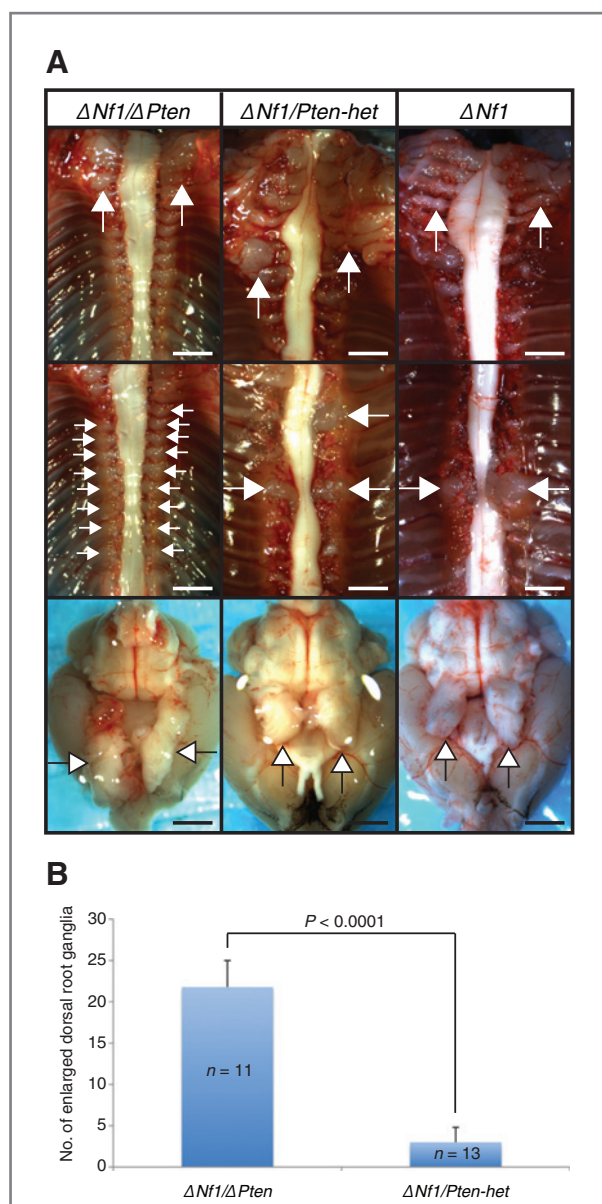 A
ΔNf1/ΔPten ΔNf1/Pten-het ΔNf1
B
No. of enlarged dorsal root ganglia
30
25
20
15
10
5
0
P < 0.0001
n = 11
n = 13
ΔNf1/ΔPten ΔNf1/Pten-het